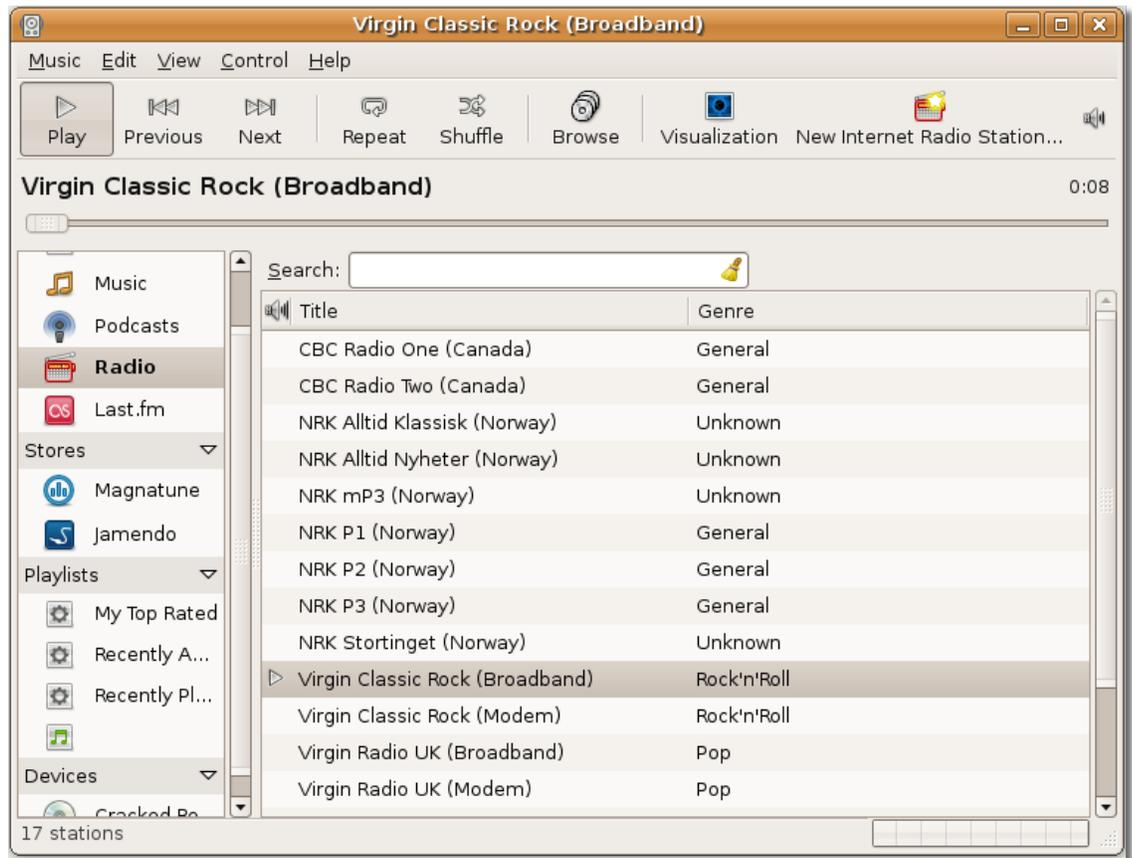 Virgin Classic Rock (Broadband)
Music Edit View Control Help
Play Previous Next Repeat Shuffle Browse Visualization New Internet Radio Station...
Virgin Classic Rock (Broadband) 0:08
Music
Podcasts
Radio
Last.fm
Stores
Magnatune
Jamendo
Playlists
My Top Rated
Recently A...
Recently Pl...
Devices
Cracked Re...
Search:
Title Genre
CBC Radio One (Canada) General
CBC Radio Two (Canada) General
NRK Alltid Klassisk (Norway) Unknown
NRK Alltid Nyheter (Norway) Unknown
NRK mP3 (Norway) Unknown
NRK P1 (Norway) General
NRK P2 (Norway) General
NRK P3 (Norway) General
NRK Stortinget (Norway) Unknown
Virgin Classic Rock (Broadband) Rock'n'Roll
Virgin Classic Rock (Modem) Rock'n'Roll
Virgin Radio UK (Broadband) Pop
Virgin Radio UK (Modem) Pop
17 stations